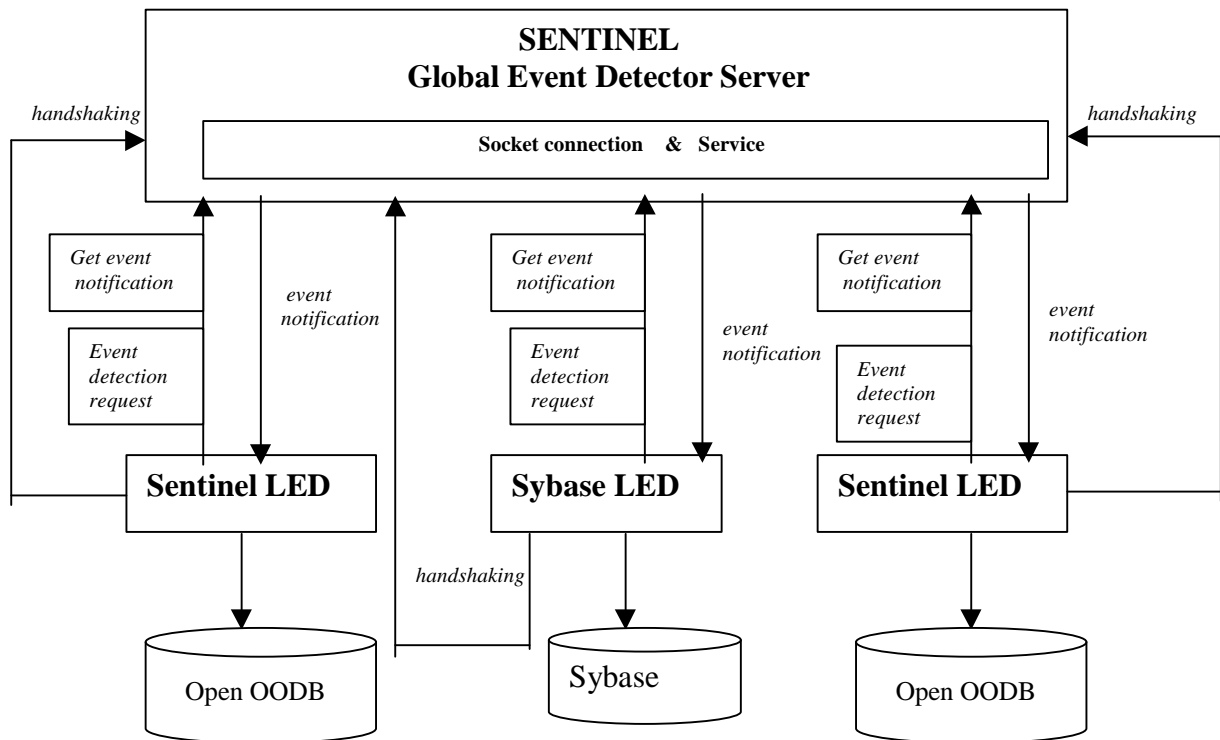 SENTINEL
Global Event Detector Server
handshaking
handshaking
Socket connection & Service
Get event
notification
event
notification
Event
detection
request
Get event
notification
event
notification
Event
detection
request
Get event
notification
event
notification
Event
detection
request
Sentinel LED
Sybase LED
Sentinel LED
handshaking
Open OODB
Sybase
Open OODB